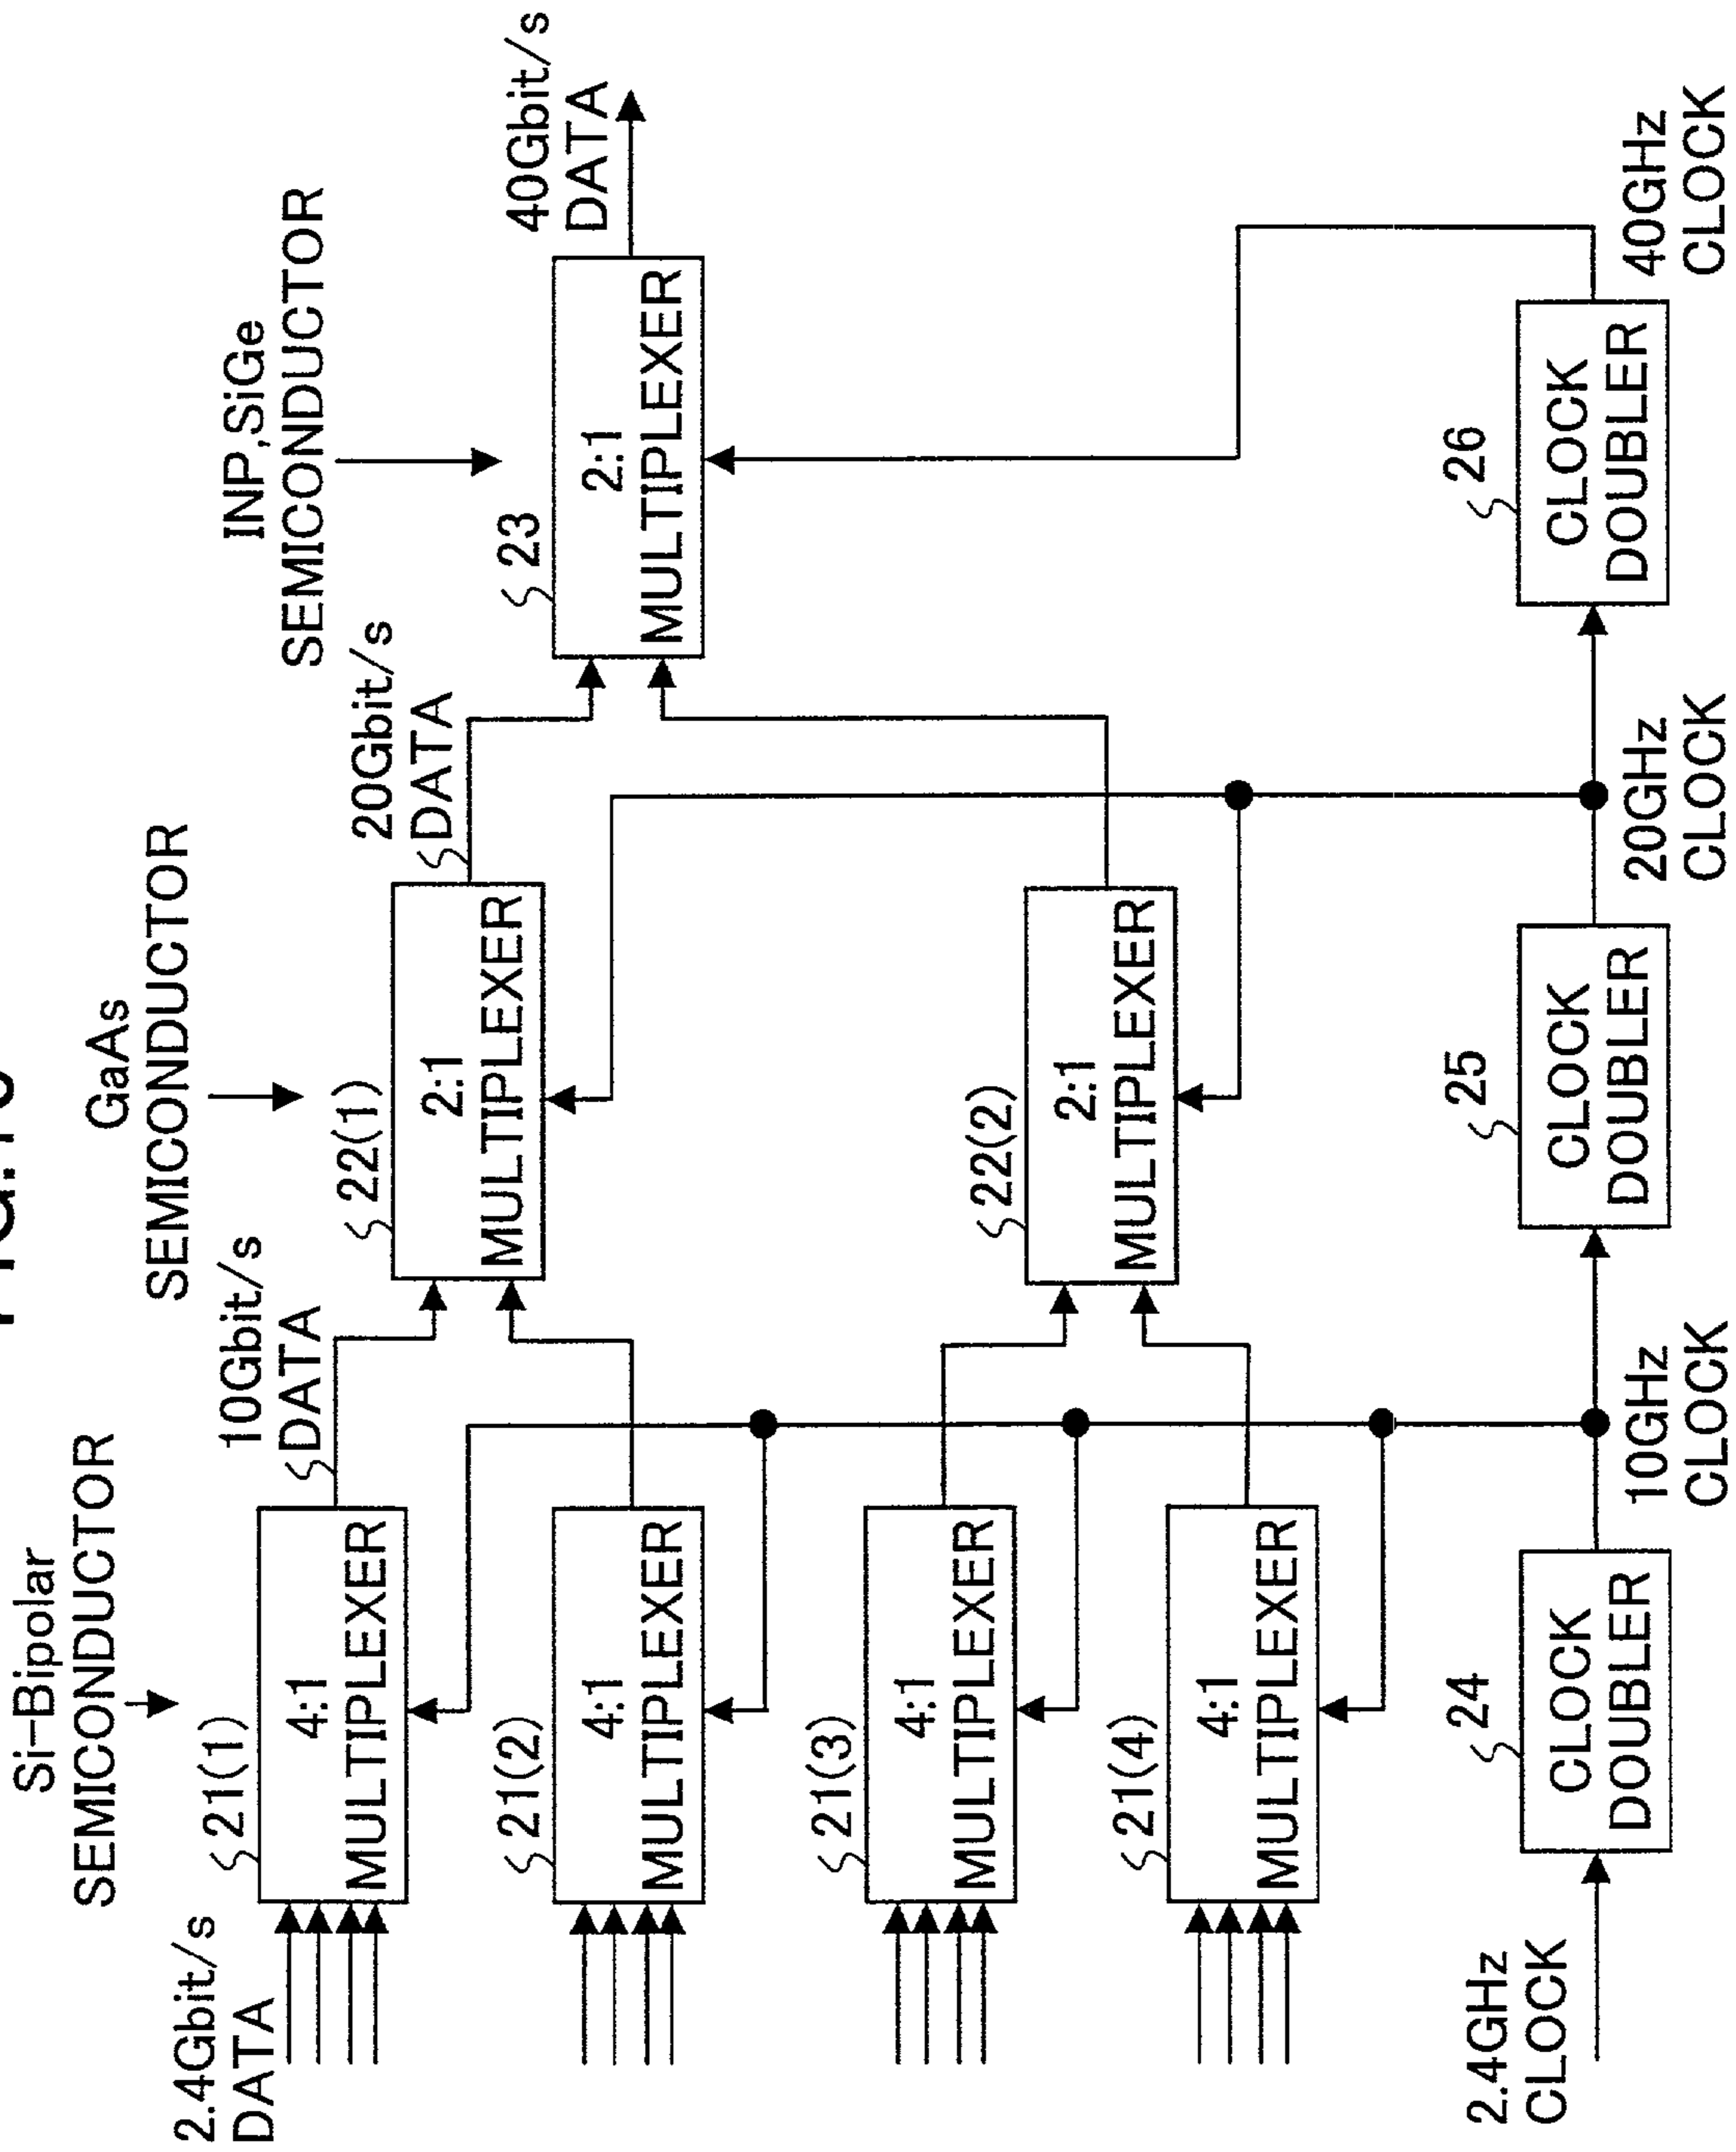 Si-Bipolar
SEMICONDUCTOR
GaAs
SEMICONDUCTOR
INP,SiGe
SEMICONDUCTOR
2.4Gbit/s
DATA
21(1)
4:1
MULTIPLEXER
10Gbit/s
DATA
22(1)
2:1
MULTIPLEXER
20Gbit/s
DATA
23
2:1
MULTIPLEXER
40Gbit/s
DATA
21(2)
4:1
MULTIPLEXER
21(3)
4:1
MULTIPLEXER
22(2)
2:1
MULTIPLEXER
21(4)
4:1
MULTIPLEXER
2.4GHz
CLOCK
24
CLOCK
DOUBLER
10GHz
CLOCK
25
CLOCK
DOUBLER
20GHz
CLOCK
26
CLOCK
DOUBLER
40GHz
CLOCK